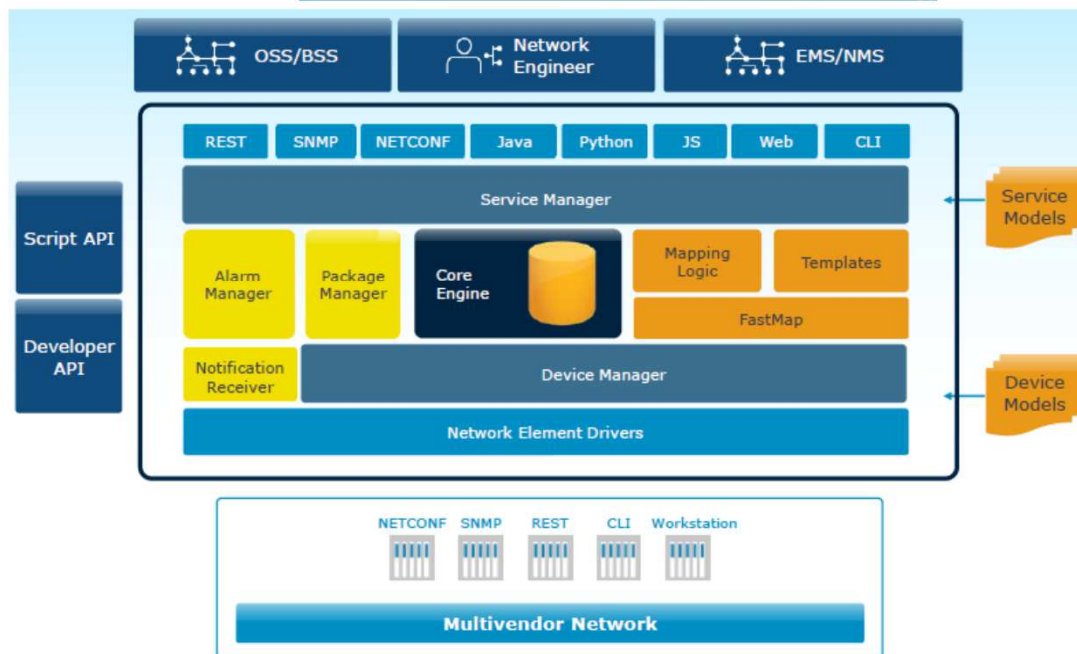 OSS/BSS
Network
Engineer
EMS/NMS
REST
SNMP
NETCONF
Java
Python
JS
Web
CLI
Service Manager
Service
Models
Script API
Alarm
Manager
Package
Manager
Core
Engine
Mapping
Logic
Templates
FastMap
Developer
API
Notification
Receiver
Device Manager
Device
Models
Network Element Drivers
NETCONF
SNMP
REST
CLI
Workstation
Multivendor Network